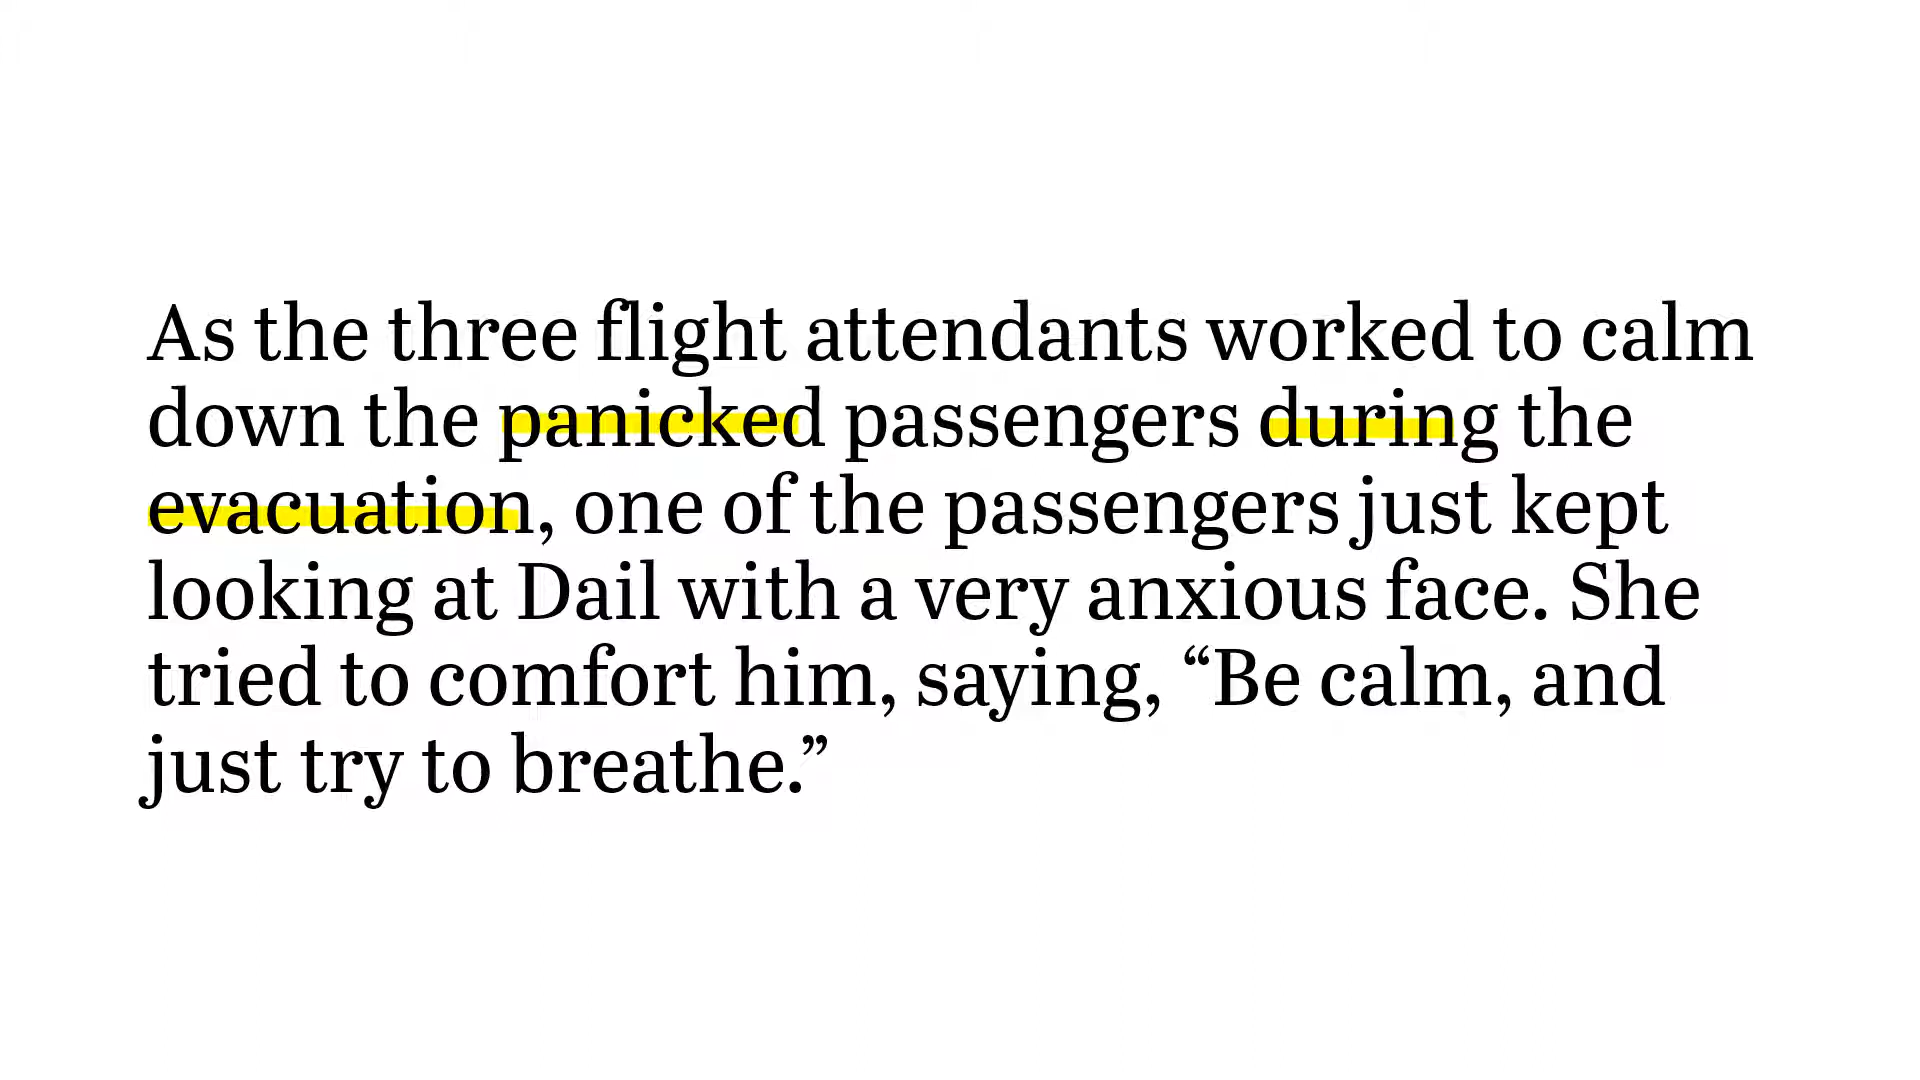 As the three flight attendants worked to calm
down the panicked passengers during the
evacuation, one of the passengers just kept
looking at Dail with a very anxious face. She
tried to comfort him, saying, “Be calm, and
just try to breathe.”